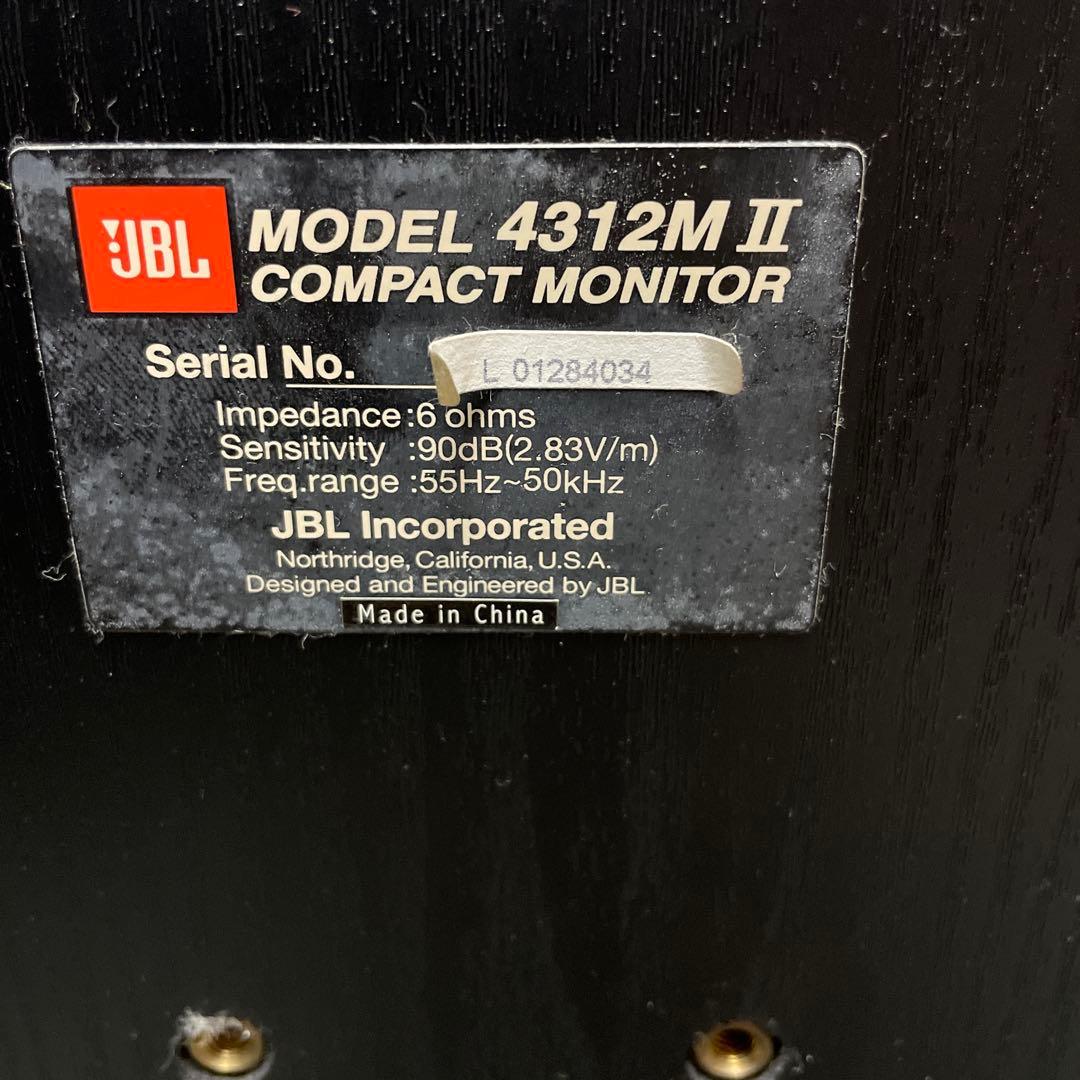 JBL
MODEL 4312M II
COMPACT MONITOR
Serial No. L 01284034
Impedance :6 ohms
Sensitivity :90dB(2.83V/m)
Freq.range :55Hz~50kHz
JBL Incorporated
Northridge, California, U.S.A.
Designed and Engineered by JBL
Made in China